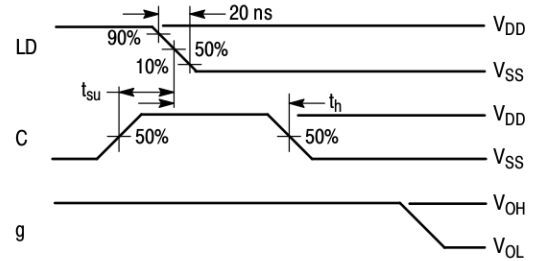 20 ns
LD
90%
50%
10%
V_DD
V_SS
t_su
t_h
C
50%
50%
V_DD
V_SS
g
V_OH
V_OL